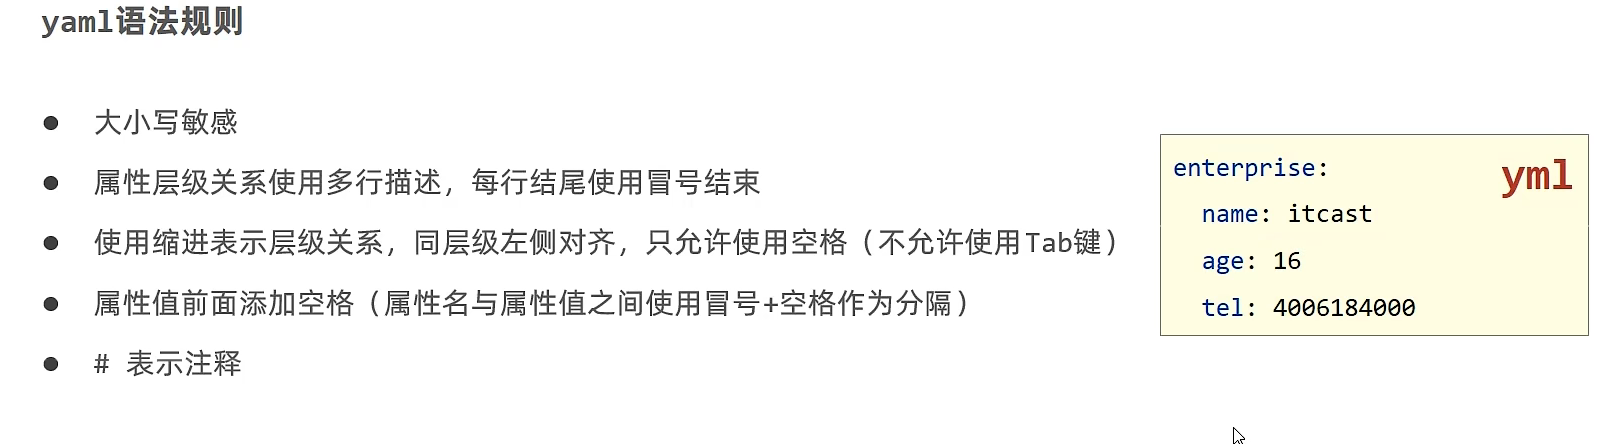 yaml语法规则
● 大小写敏感
● 属性层级关系使用多行描述，每行结尾使用冒号结束
● 使用缩进表示层级关系，同层级左侧对齐，只允许使用空格（不允许使用Tab键）
● 属性值前面添加空格（属性名与属性值之间使用冒号+空格作为分隔）
● # 表示注释
enterprise:
yml
name: itcast
age: 16
tel: 4006184000